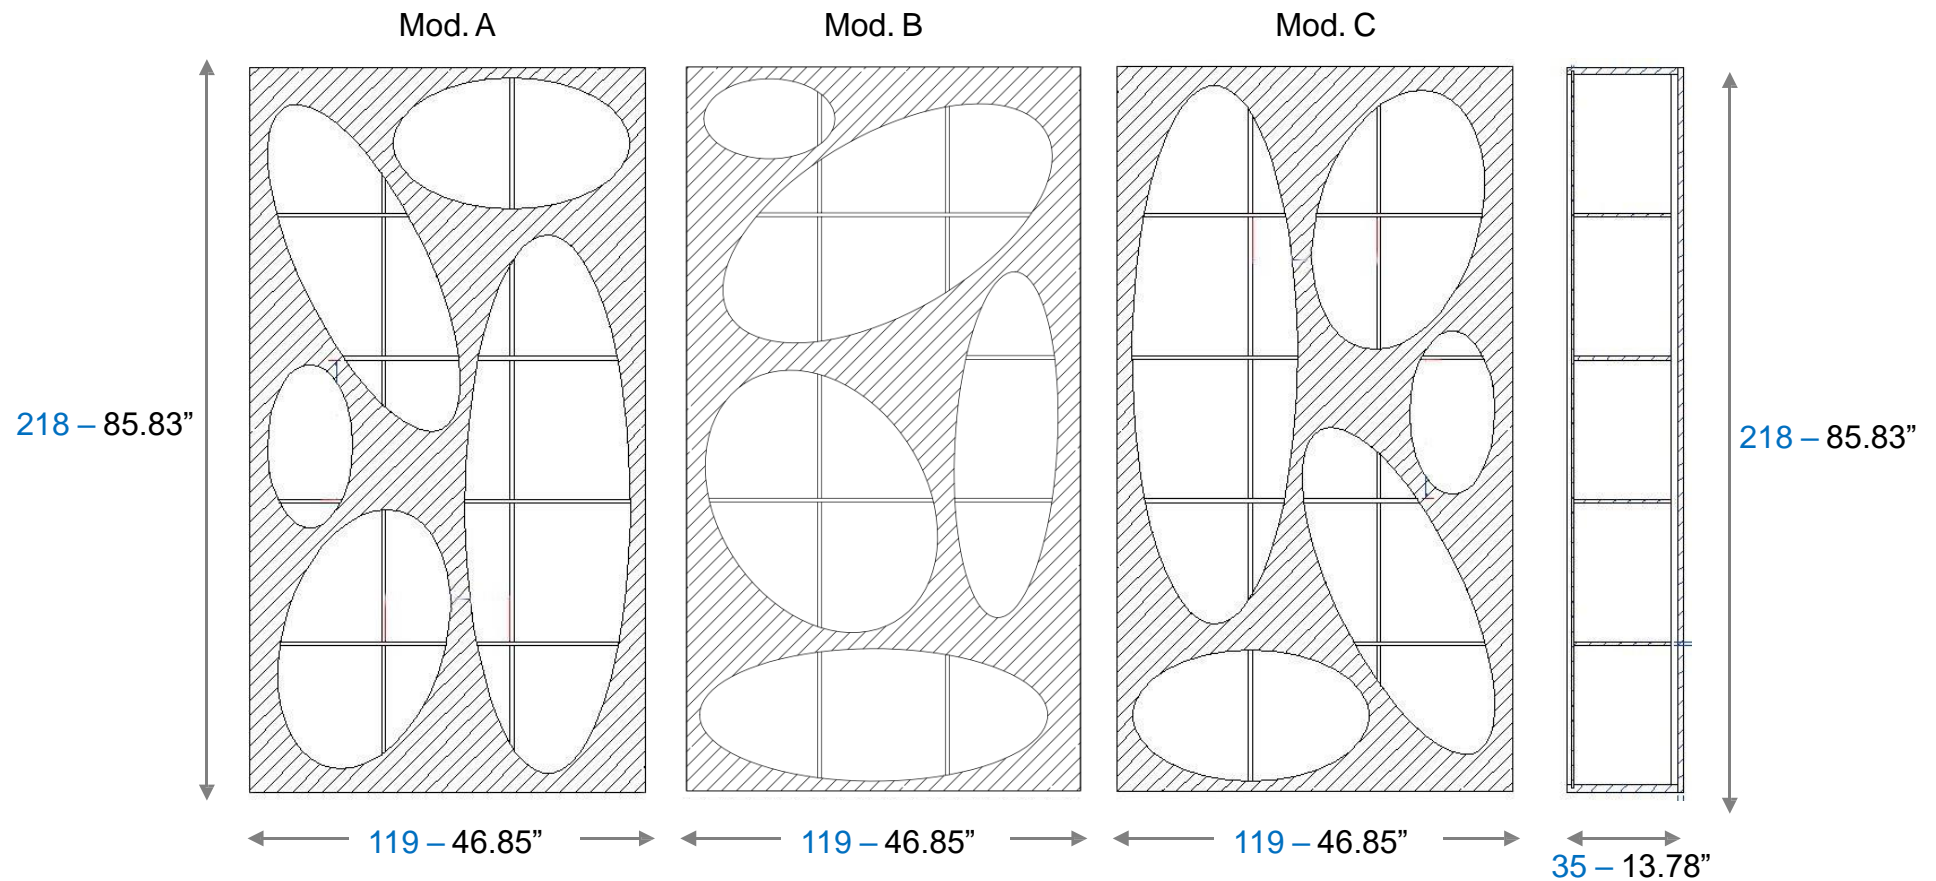 Mod. A
Mod. B
Mod. C
218 – 85.83”
218 – 85.83”
119 – 46.85”
119 – 46.85”
119 – 46.85”
35 – 13.78”